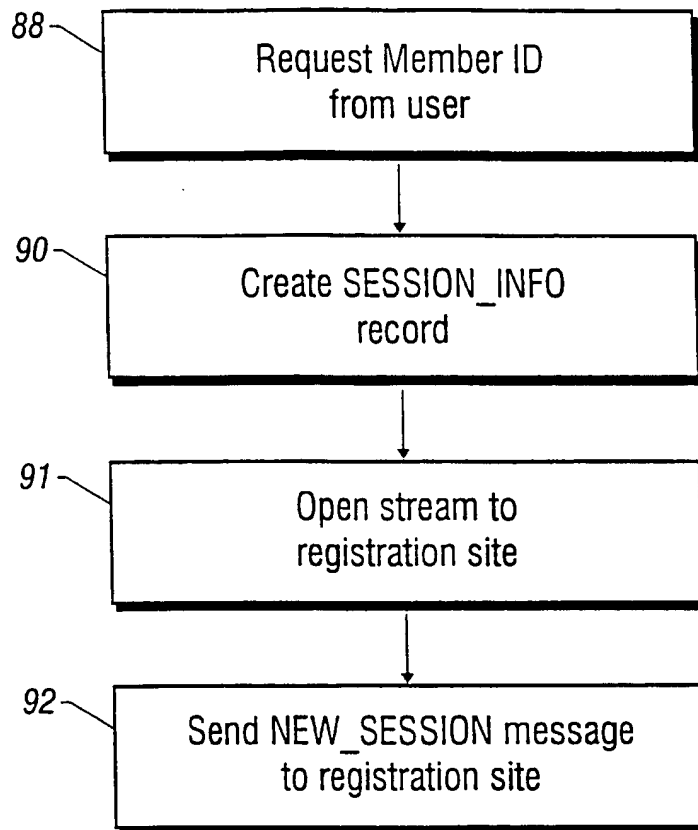 88
Request Member ID
from user
90
Create SESSION_INFO
record
91
Open stream to
registration site
92
Send NEW_SESSION message
to registration site